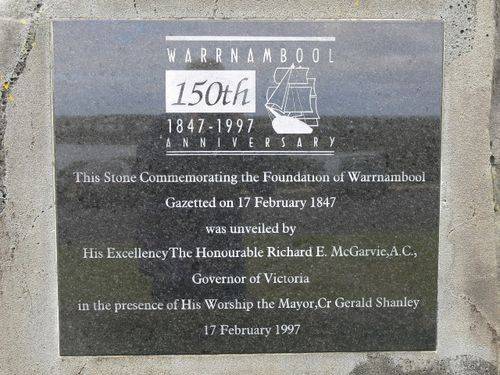 WARRNAMBOOL
150th
1847-1997
ANNIVERSARY
This Stone Commemorating the Foundation of Warrnambool
Gazetted on 17 February 1847
was unveiled by
His Excellency The Honourable Richard E. McGarvie,A.C.,
Governor of Victoria
in the presence of His Worship the Mayor,Cr Gerald Shanley
17 February 1997